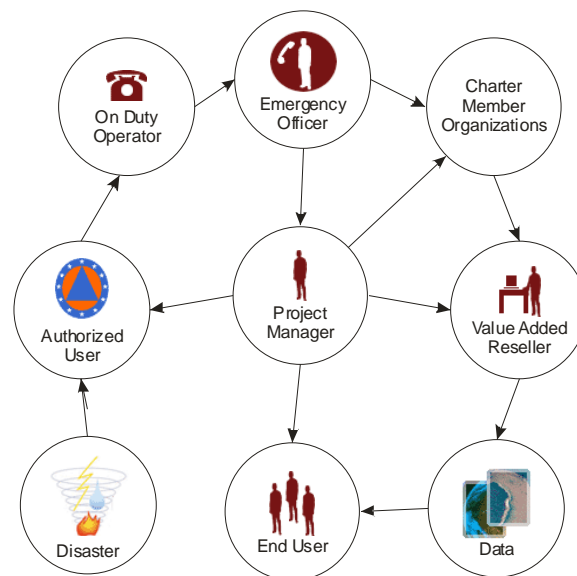 On Duty
Operator
Emergency
Officer
Charter
Member
Organizations
Authorized
User
Project
Manager
Value Added
Reseller
Disaster
End User
Data